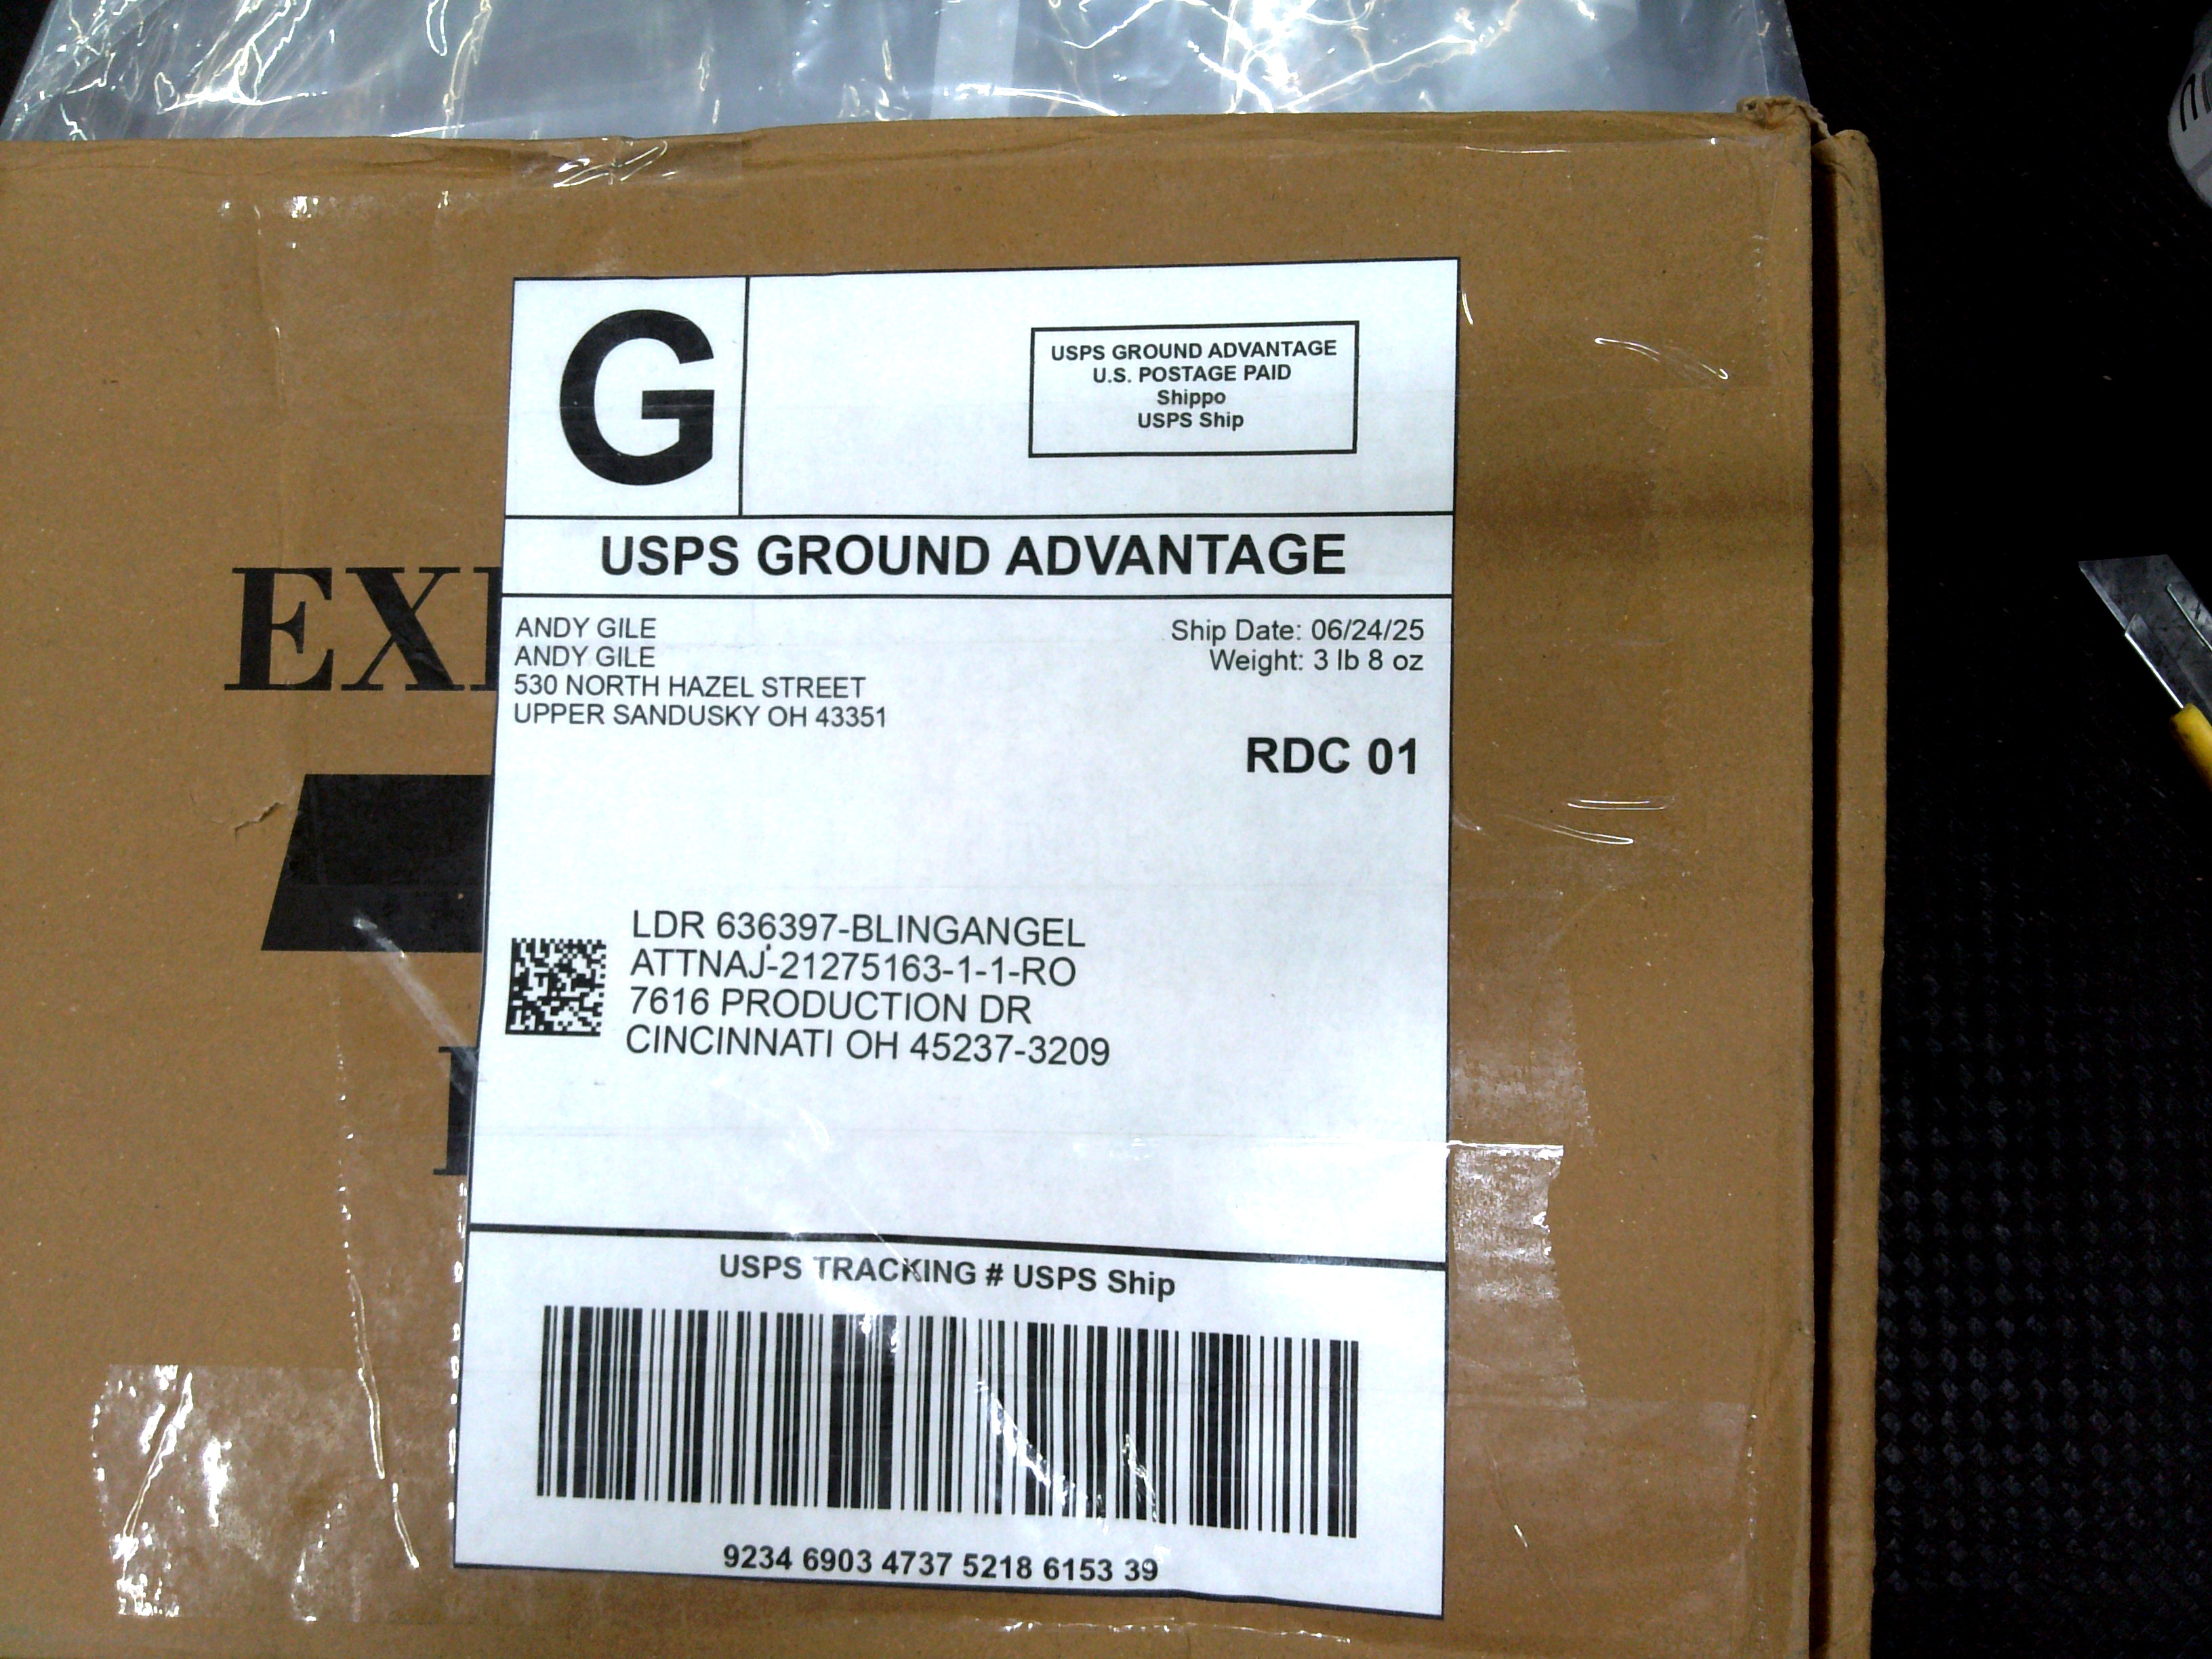 G
USPS GROUND ADVANTAGE
U.S. POSTAGE PAID
Shippo
USPS Ship
USPS GROUND ADVANTAGE
ANDY GILE
ANDY GILE
530 NORTH HAZEL STREET
UPPER SANDUSKY OH 43351
Ship Date: 06/24/25
Weight: 3 lb 8 oz
RDC 01
LDR 636397-BLINGANGEL
ATTNAJ-21275163-1-1-RO
7616 PRODUCTION DR
CINCINNATI OH 45237-3209
USPS TRACKING # USPS Ship
9234 6903 4737 5218 6153 39